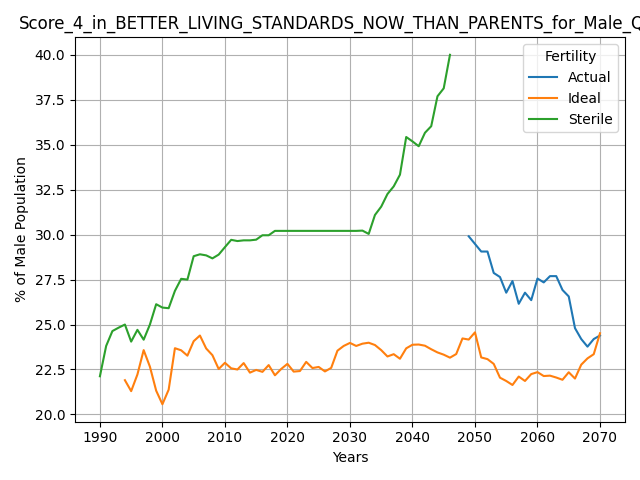 Score_4_in_BETTER_LIVING_STANDARDS_NOW_THAN_PARENTS_for_Male_Q
40.0
37.5
35.0
32.5
30.0
27.5
25.0
22.5
20.0
% of Male Population
Fertility
Actual
Ideal
Sterile
1990 2000 2010 2020 2030 2040 2050 2060 2070
Years